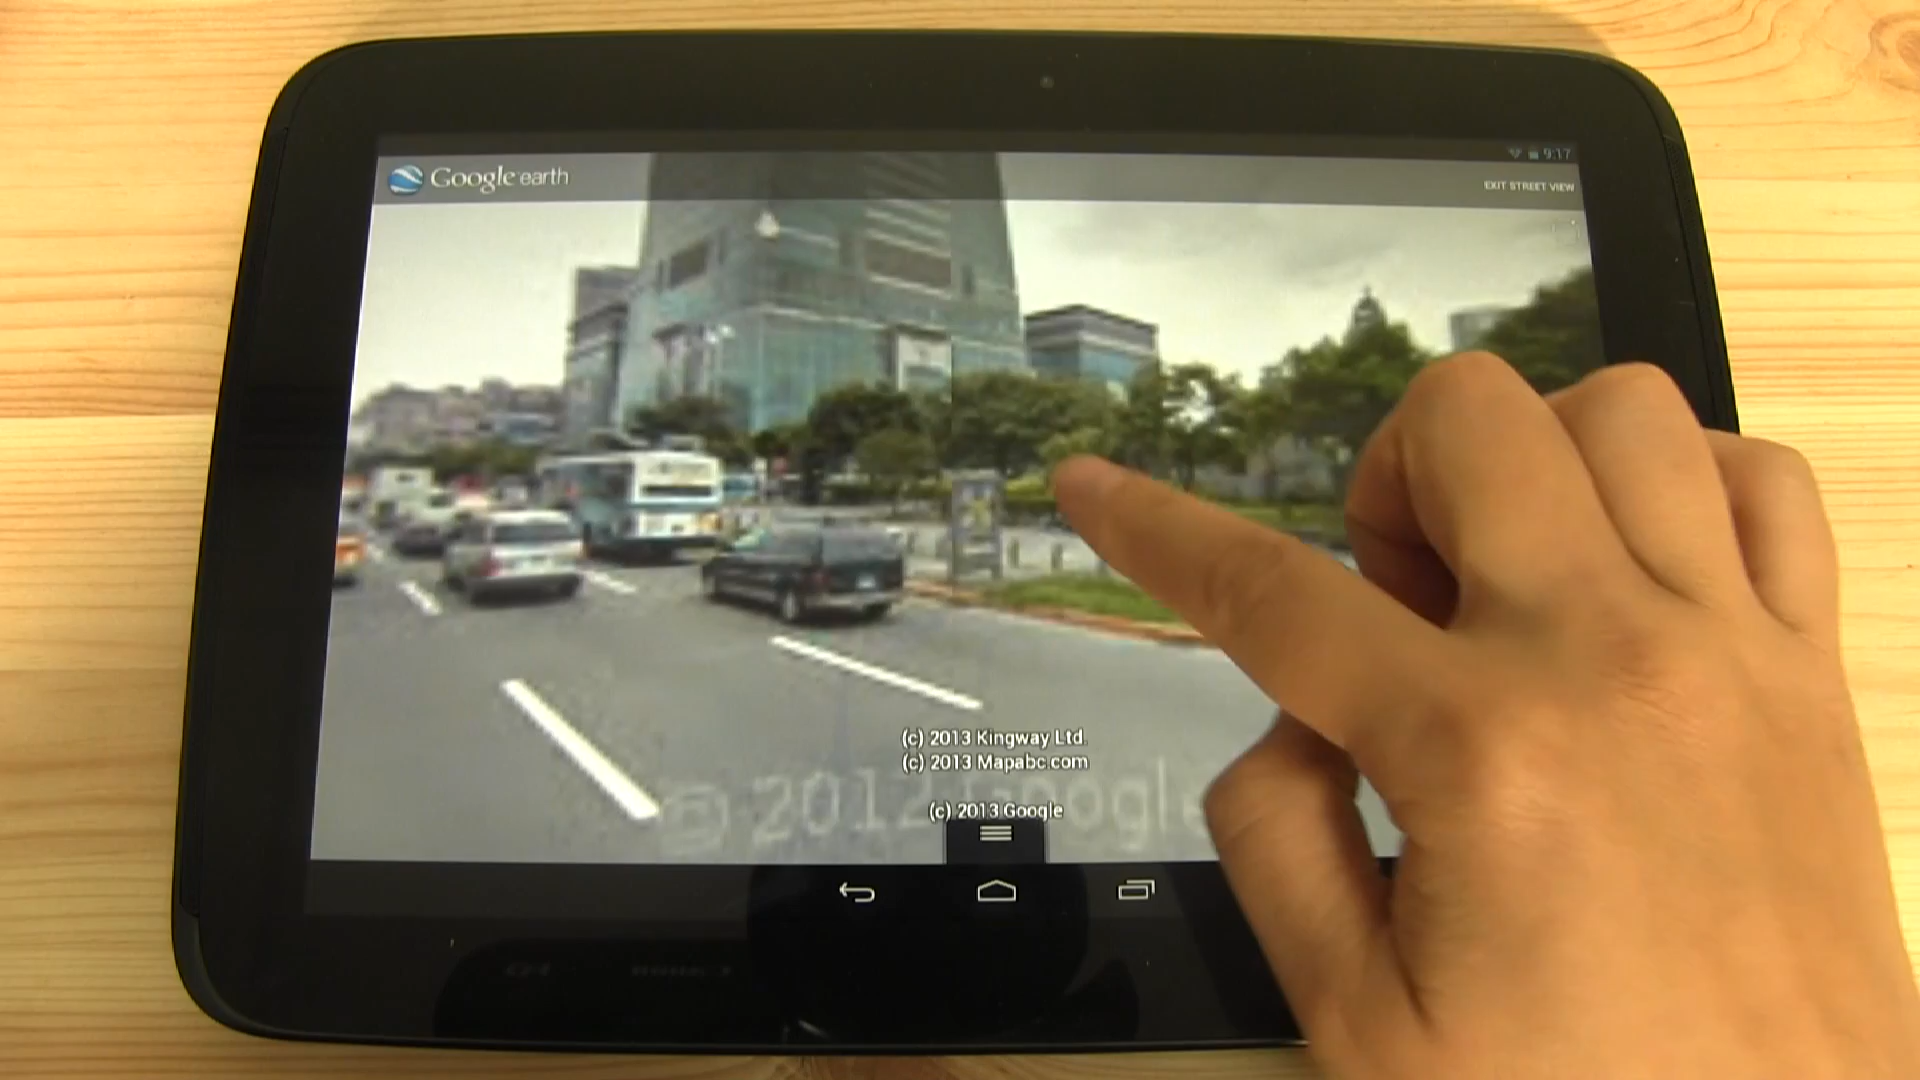 Google earth
9:17
EXIT STREET VIEW
(c) 2013 Kingway Ltd.
(c) 2013 Mapabc.com
© 2012 Google
(c) 2013 Google